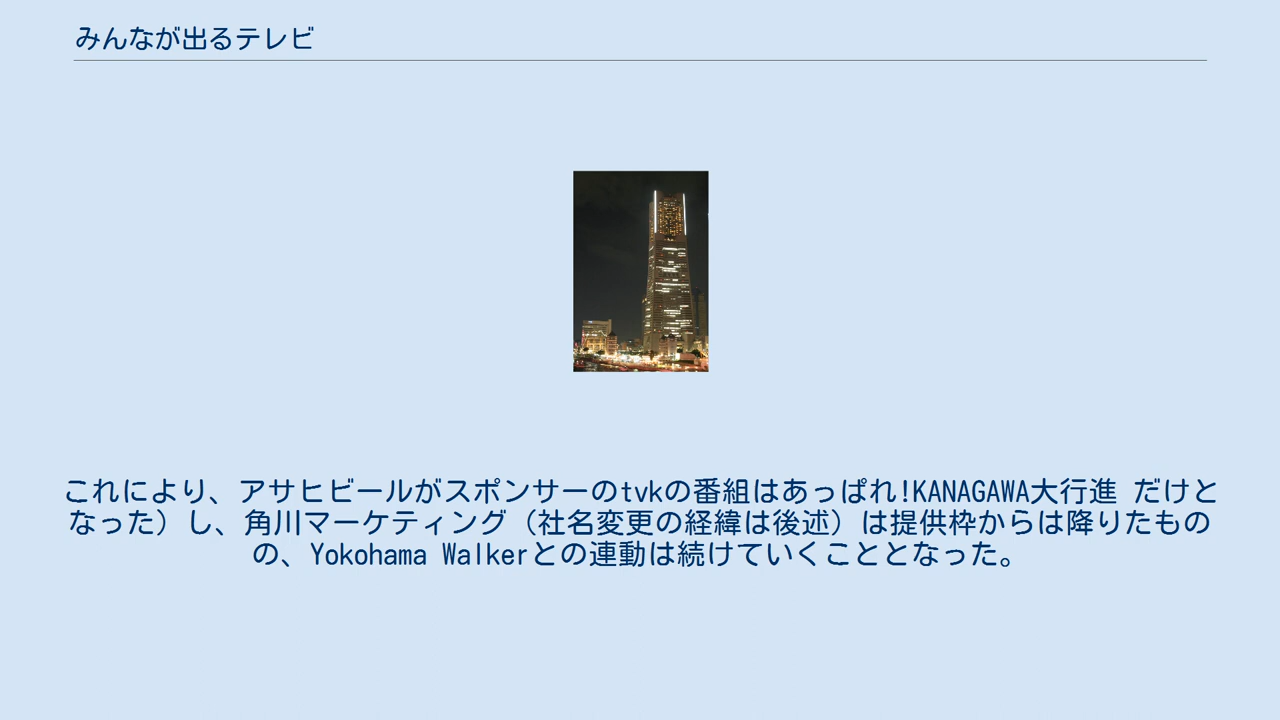 みんなが出るテレビ
これにより、アサヒビールがスポンサーのtvkの番組はあっぱれ!KANAGAWA大行進 だけと
なった）し、角川マーケティング（社名変更の経緯は後述）は提供枠からは降りたもの
の、Yokohama Walkerとの連動は続けていくこととなった。